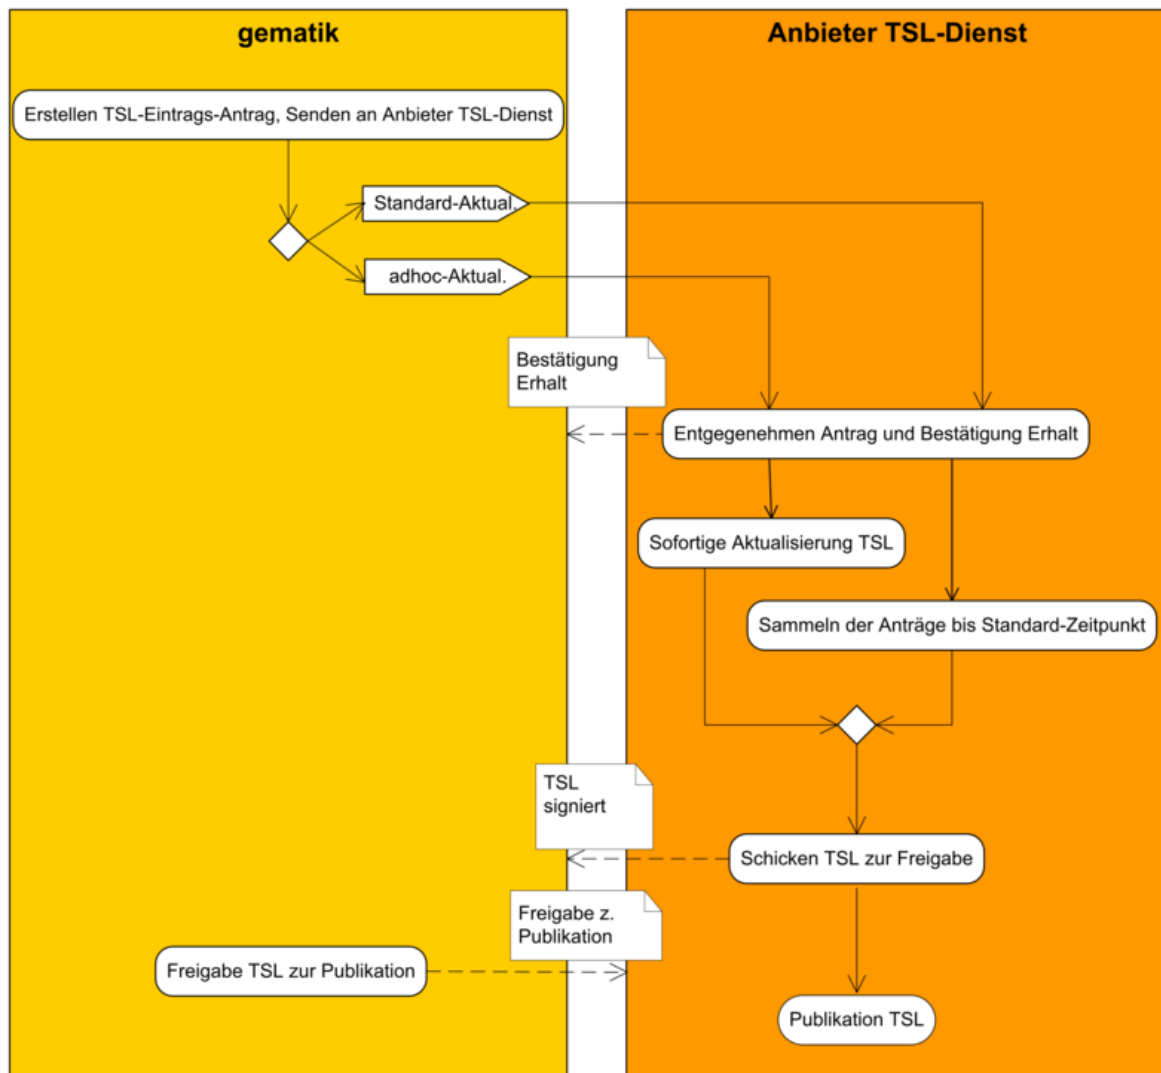 gematik
Anbieter TSL-Dienst
Erstellen TSL-Eintrags-Antrag, Senden an Anbieter TSL-Dienst
Standard-Aktual.
adhoc-Aktual.
Bestätigung
Erhalt
Entgegenehmen Antrag und Bestätigung Erhalt
Sofortige Aktualisierung TSL
Sammeln der Anträge bis Standard-Zeitpunkt
TSL
signiert
Schicken TSL zur Freigabe
Freigabe z.
Publikation
Freigabe TSL zur Publikation
Publikation TSL